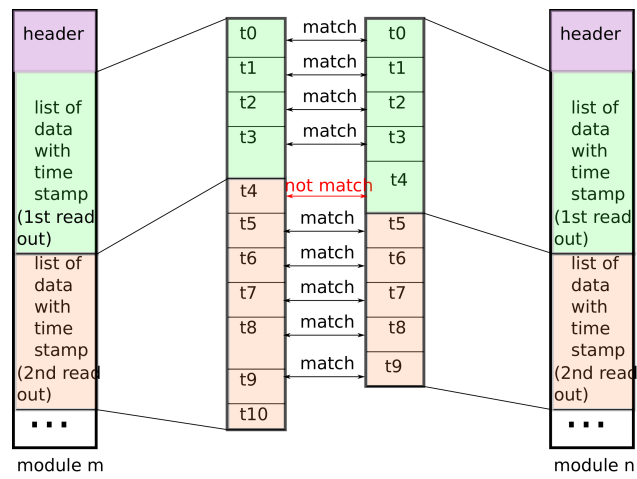 header
list of
data
with
time
stamp
(1st read
out)
list of
data
with
time
stamp
(2nd read
out)
...
module m
t0
t1
t2
t3
t4
t5
t6
t7
t8
t9
t10
match
match
match
match
not match
match
match
match
match
match
t0
t1
t2
t3
t4
t5
t6
t7
t8
t9
header
list of
data
with
time
stamp
(1st read
out)
list of
data
with
time
stamp
(2nd read
out)
...
module n